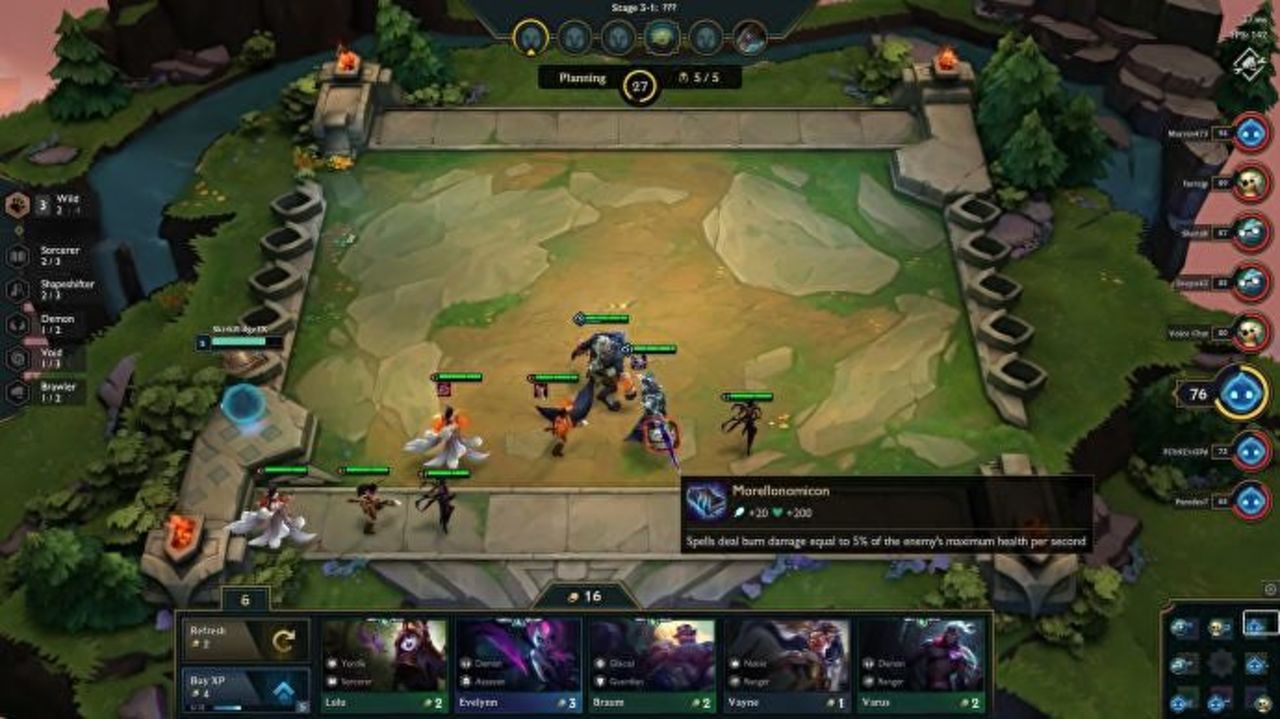 Stage 3-1: ???
Planning
27
5 / 5
3 Wild
Sorcerer
2 / 3
Shapeshifter
2 / 3
Demon
1 / 2
Void
1 / 3
Brawler
1 / 2
76
Morellonomicon
+20 +200
Spells deal burn damage equal to 5% of the enemy's maximum health per second
6
16
Refresh
2
Buy XP
4
Yordle
Sorcerer
Lulu 2
Demon
Assassin
Evelynn 3
Glacial
Guardian
Braum 2
Noble
Ranger
Vayne 1
Demon
Ranger
Varus 2